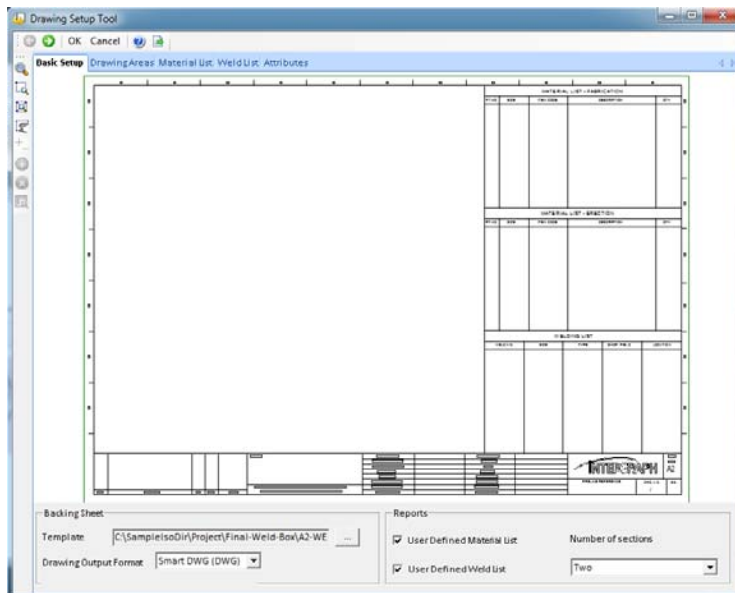 Drawing Setup Tool
OK Cancel
Basic Setup Drawing Areas Material List Weld List Attributes
MATERIAL LIST - FABRICATION
DESCRIPTION
MATERIAL LIST - ERECTION
DESCRIPTION
WELDING LIST
SIZE TYPE
INTERGRAPH
A2
Backing Sheet
Template C:\SampleIsoDir\Project\Final-Weld-Box\A2-WE ...
Drawing Output Format Smart DWG (DWG)
Reports
User Defined Material List Number of sections
User Defined Weld List Two